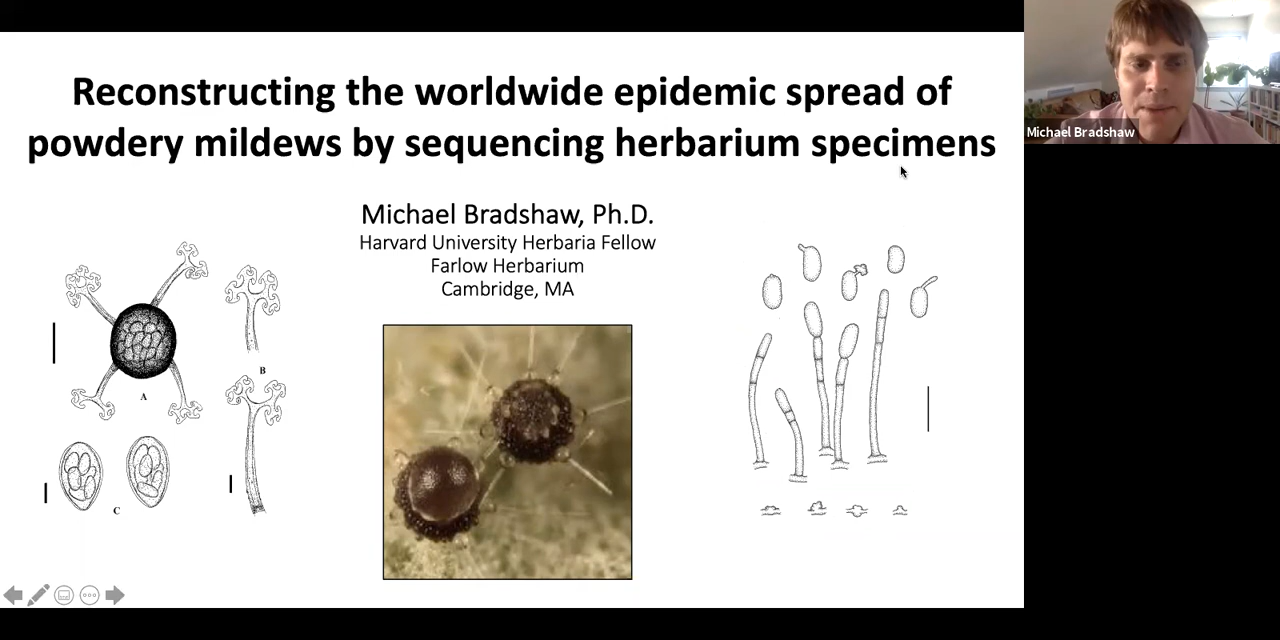 Reconstructing the worldwide epidemic spread of
powdery mildews by sequencing herbarium specimens
Michael Bradshaw, Ph.D.
Harvard University Herbaria Fellow
Farlow Herbarium
Cambridge, MA
A
B
C
Michael Bradshaw